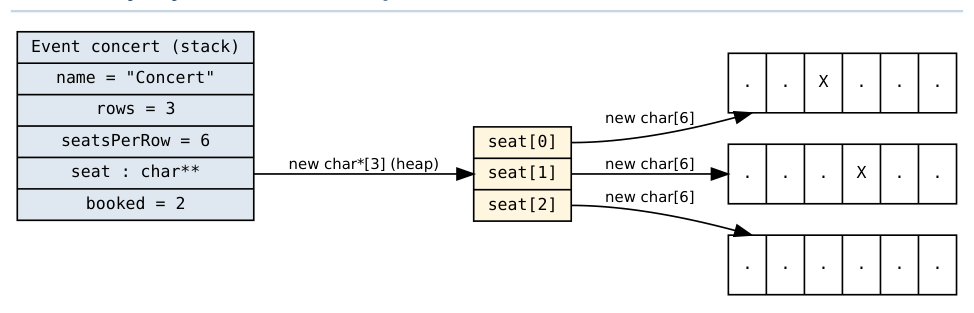 Event concert (stack)
name = "Concert"
rows = 3
seatsPerRow = 6
seat : char**
booked = 2
new char*[3] (heap)
seat[0]
seat[1]
seat[2]
new char[6]
new char[6]
new char[6]
. . X . . .
. . . X . .
. . . . . .